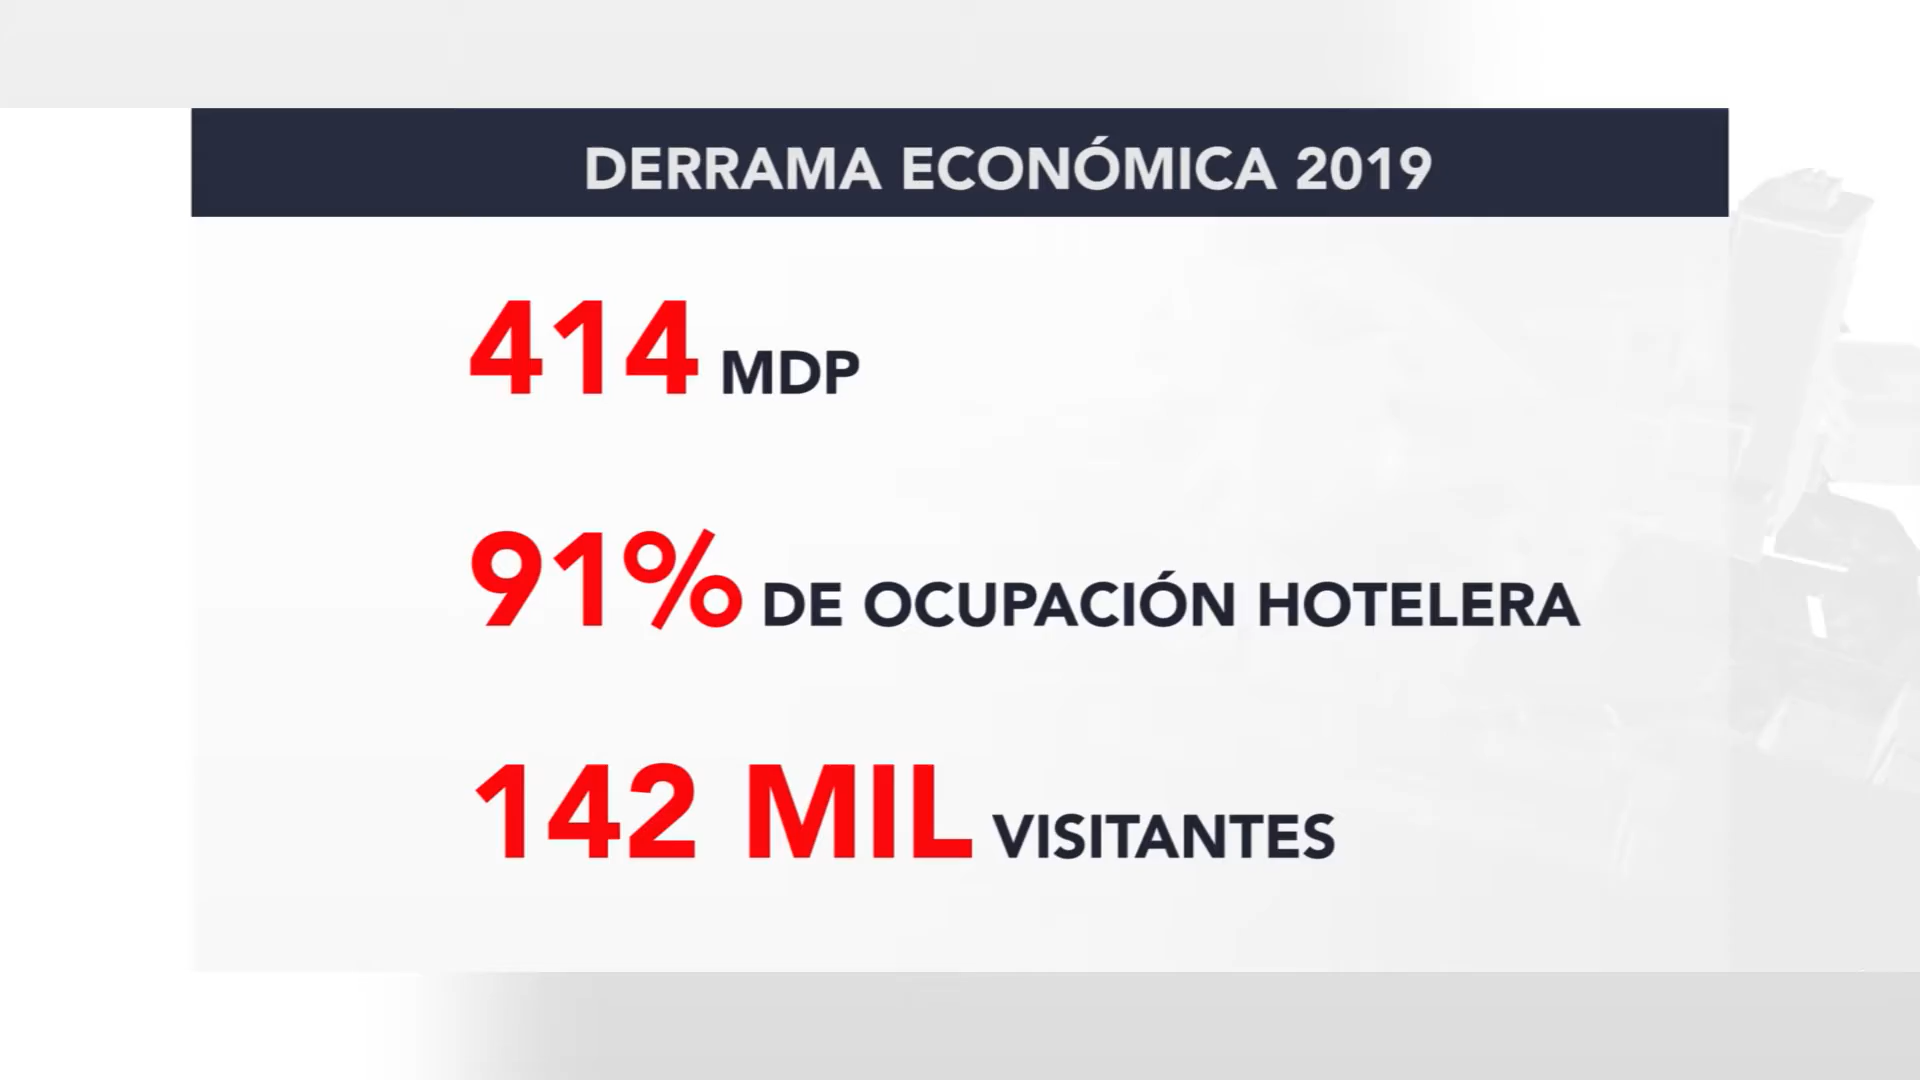 DERRAMA ECONÓMICA 2019
414 MDP
91% DE OCUPACIÓN HOTELERA
142 MIL VISITANTES